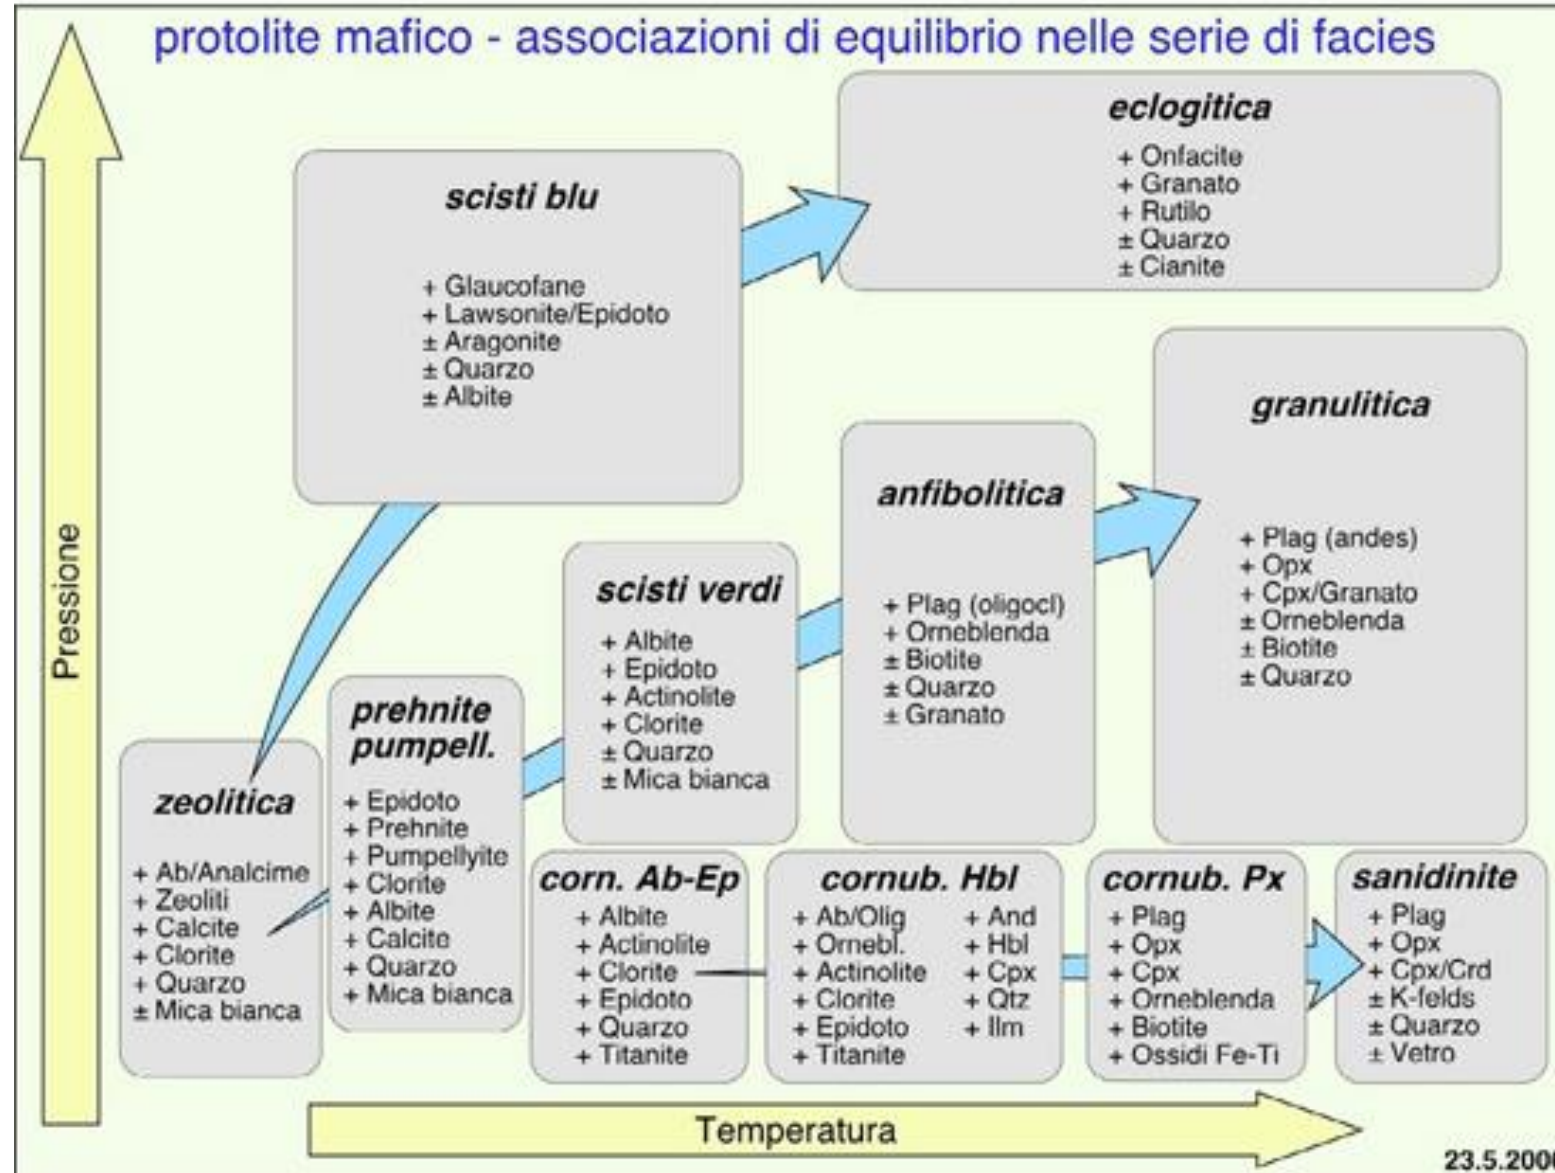 protolite mafico - associazioni di equilibrio nelle serie di facies
eclogitica
+ Onfacite
+ Granato
+ Rutilo
± Quarzo
± Cianite
scisti blu
+ Glaucofane
+ Lawsonite/Epidoto
± Aragonite
± Quarzo
± Albite
granulitica
+ Plag (andes)
+ Opx
+ Cpx/Granato
± Orneblenda
± Biotite
± Quarzo
anfibolitica
+ Plag (oligocl)
+ Orneblenda
± Biotite
± Quarzo
± Granato
scisti verdi
+ Albite
+ Epidoto
+ Actinolite
+ Clorite
± Quarzo
± Mica bianca
prehnite
pumpell.
+ Epidoto
+ Prehnite
+ Pumpellyite
+ Clorite
+ Albite
+ Calcite
+ Quarzo
+ Mica bianca
zeolitica
+ Ab/Analcime
+ Zeoliti
+ Calcite
+ Clorite
+ Quarzo
± Mica bianca
corn. Ab-Ep
+ Albite
+ Actinolite
+ Clorite
+ Epidoto
+ Quarzo
+ Titanite
cornub. Hbl
+ Ab/Olig
+ Ornebl.
+ Actinolite
+ Clorite
+ Epidoto
+ Titanite
+ And
+ Hbl
+ Cpx
+ Qtz
+ Ilm
cornub. Px
+ Plag
+ Opx
+ Cpx
+ Orneblenda
+ Biotite
+ Ossidi Fe-Ti
sanidinite
+ Plag
+ Opx
+ Cpx/Crd
± K-felds
± Quarzo
± Vetro
Pressione
Temperatura